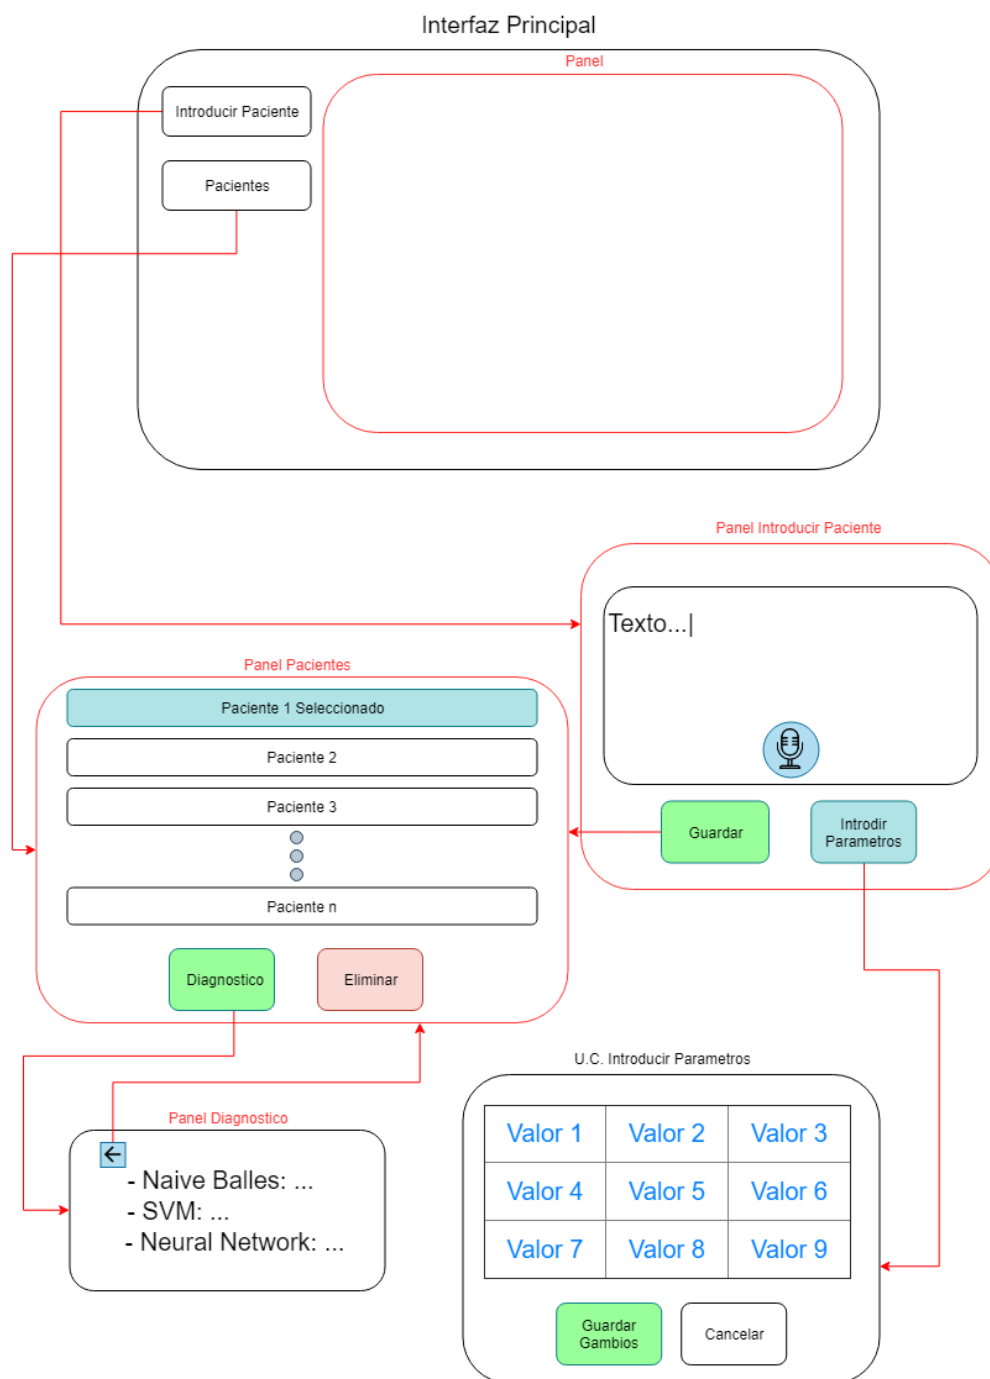 Interfaz Principal
Panel
Introducir Paciente
Pacientes
Panel Introducir Paciente
Texto...|
Guardar
Introdir
Parametros
Panel Pacientes
Paciente 1 Seleccionado
Paciente 2
Paciente 3
Paciente n
Diagnostico
Eliminar
Panel Diagnostico
- Naive Balles: ...
- SVM: ...
- Neural Network: ...
U.C. Introducir Parametros
Valor 1 Valor 2 Valor 3
Valor 4 Valor 5 Valor 6
Valor 7 Valor 8 Valor 9
Guardar
Gambios
Cancelar